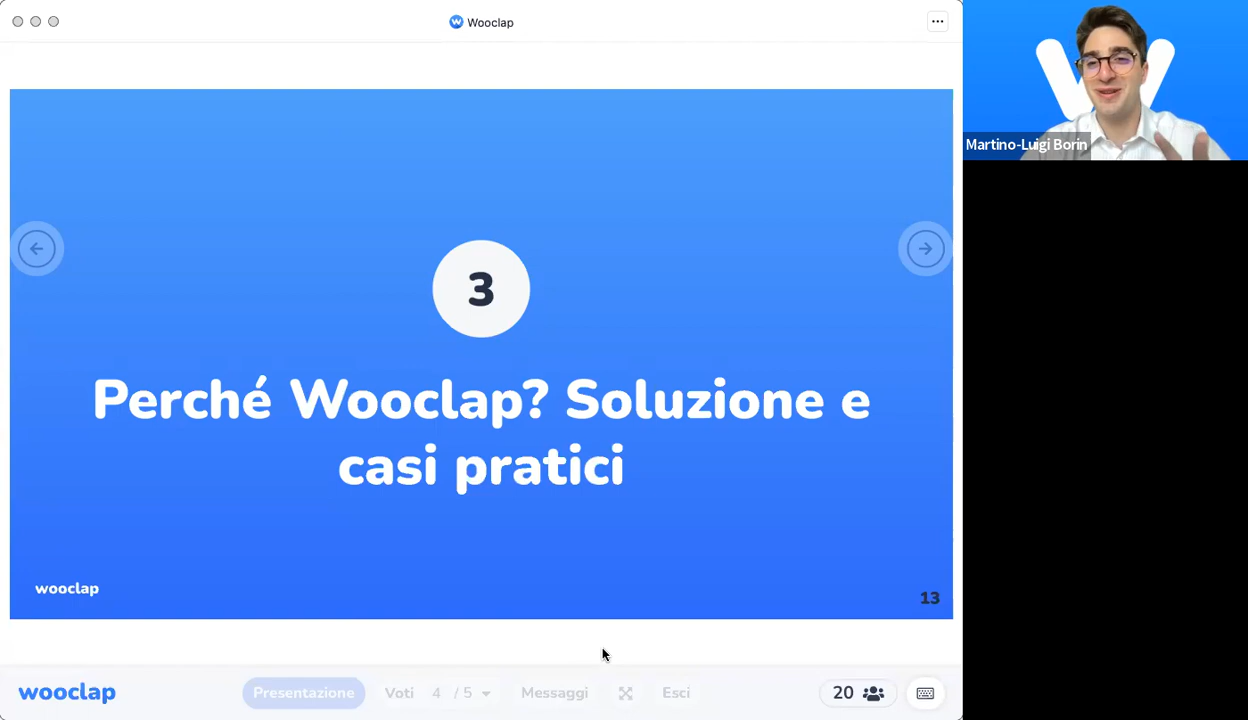 Wooclap
Martino-Luigi Borin
3
Perché Wooclap? Soluzione e
casi pratici
wooclap
13
wooclap
Presentazione
Voti 4 / 5
Messaggi
Esci
20